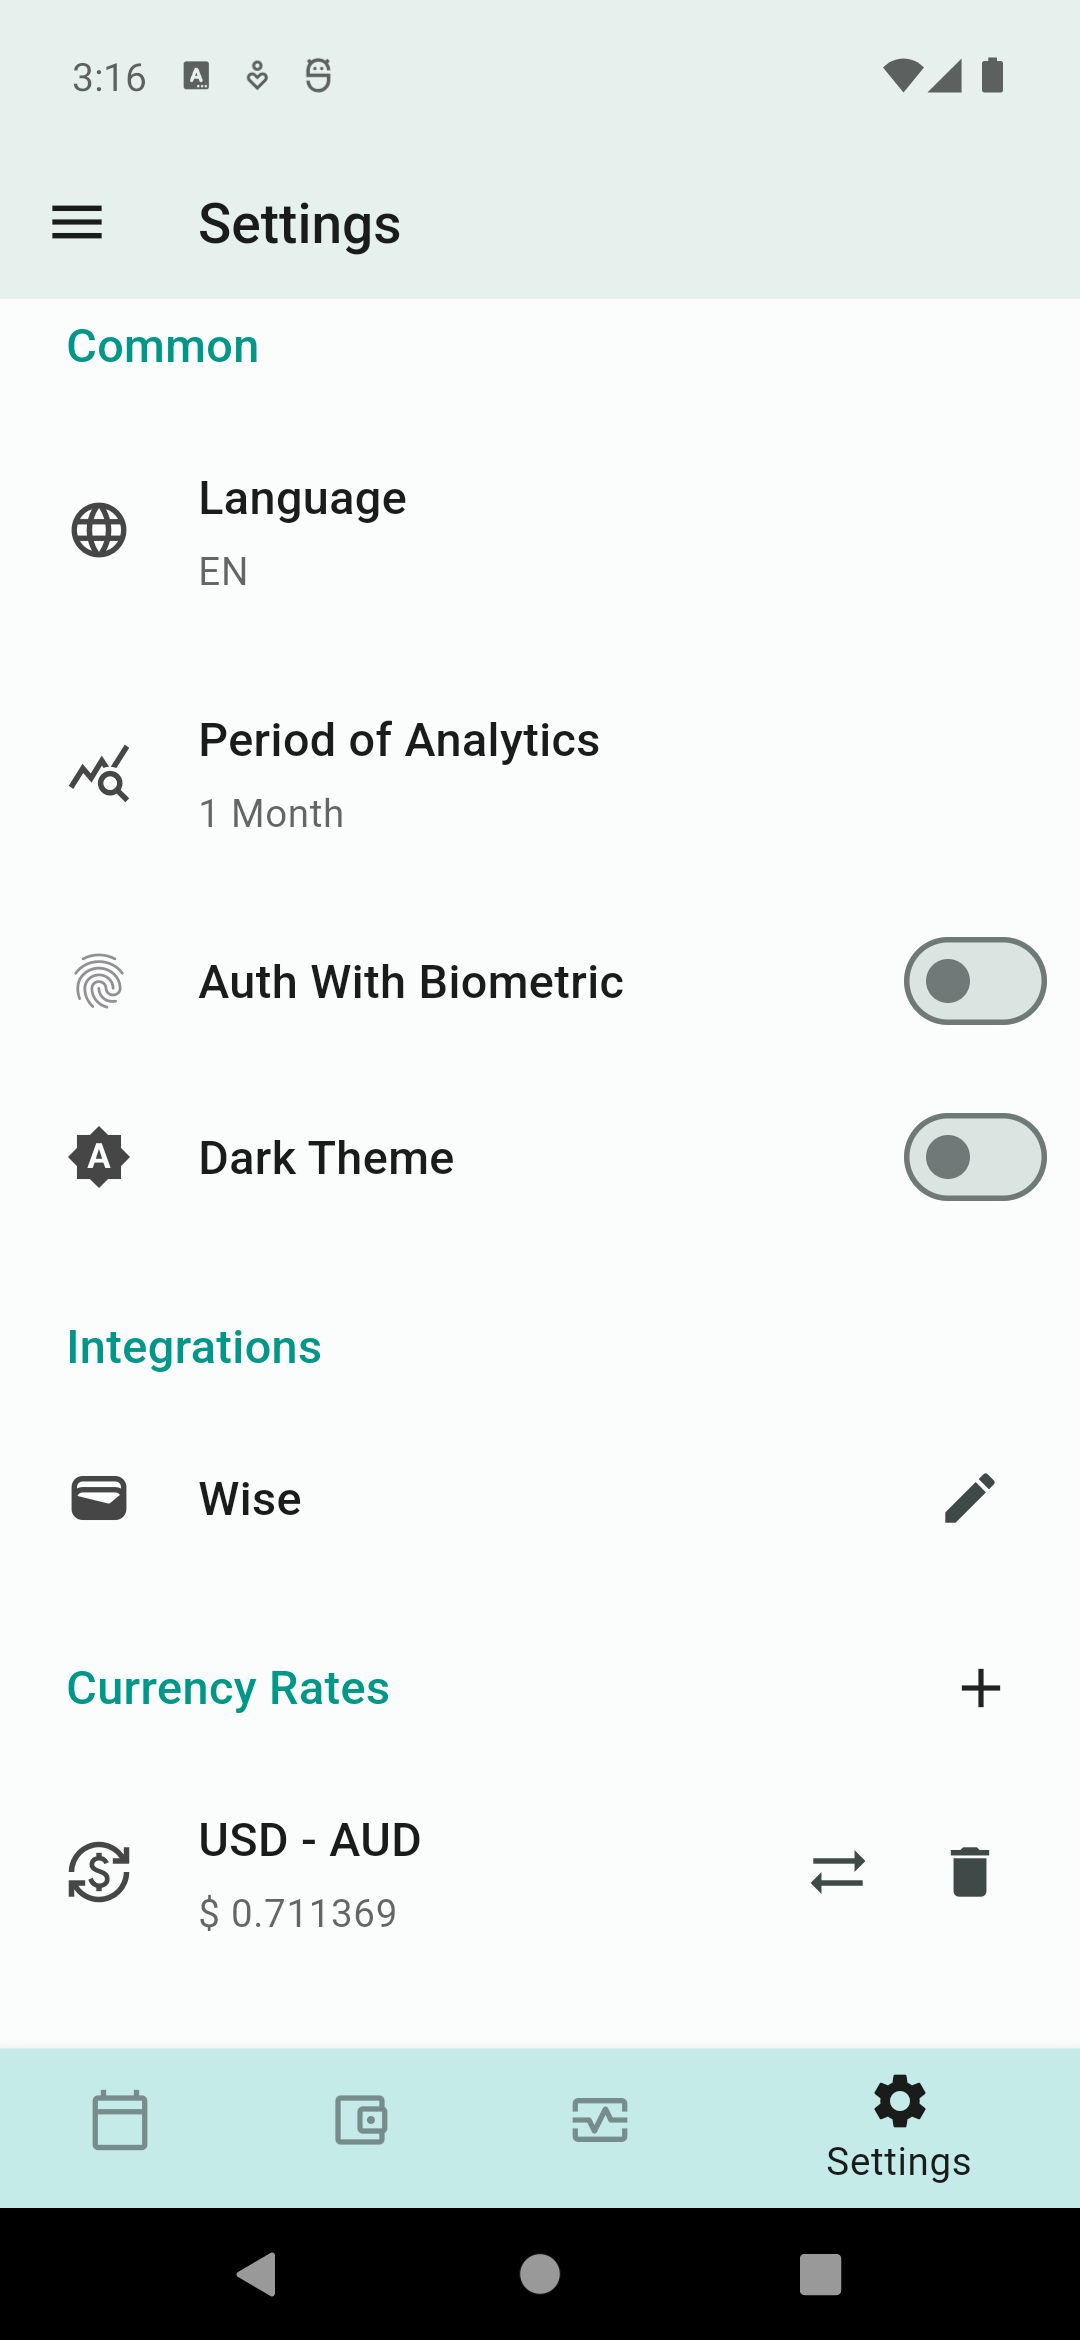 3:16
Settings
Common
Language
EN
Period of Analytics
1 Month
Auth With Biometric
Dark Theme
Integrations
Wise
Currency Rates
USD - AUD
$ 0.711369
Settings